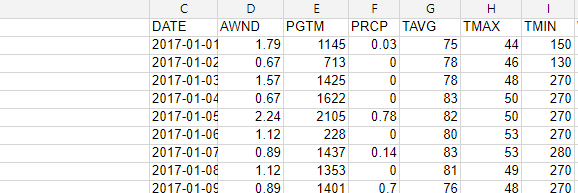 C D E F G H I
DATE AWND PGTM PRCP TAVG TMAX TMIN
2017-01-01 1.79 1145 0.03 75 44 150
2017-01-02 0.67 713 0 78 46 130
2017-01-03 1.57 1425 0 78 48 270
2017-01-04 0.67 1622 0 83 50 270
2017-01-05 2.24 2105 0.78 82 50 270
2017-01-06 1.12 228 0 80 53 270
2017-01-07 0.89 1437 0.14 83 53 280
2017-01-08 1.12 1353 0 81 49 270
2017-01-09 0.89 1401 0.7 76 48 270